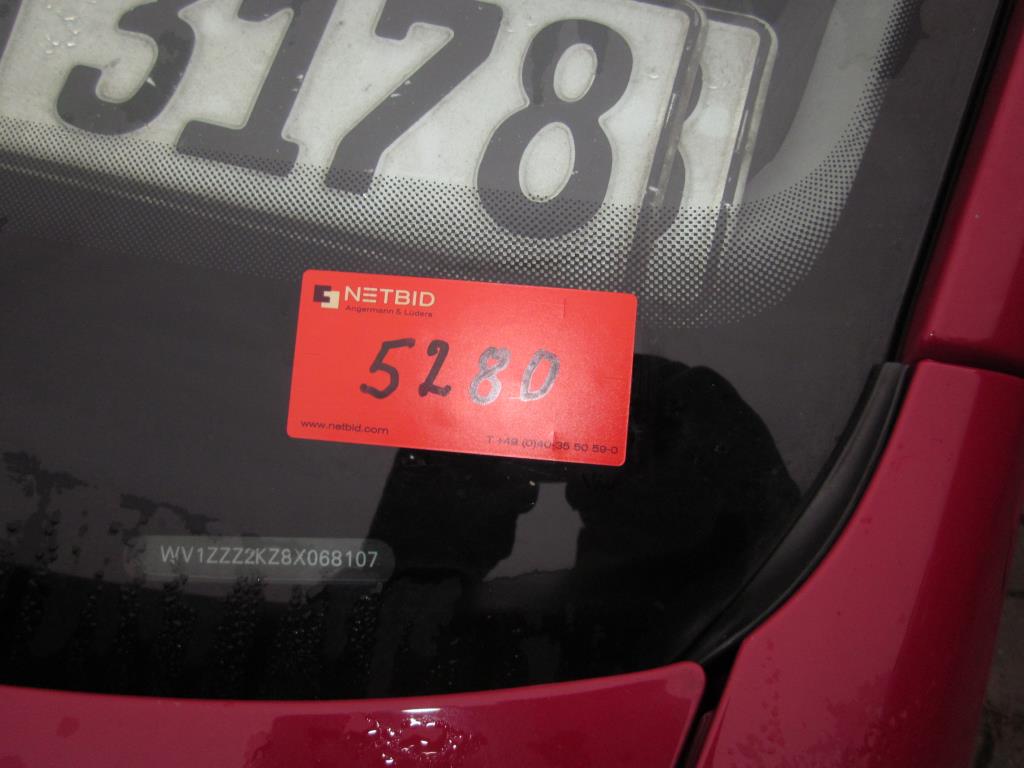 3178
NETBID
Angermann & Lüders
5280
www.netbid.com
T +49 (0)40-35 50 59-0
WV1ZZZ2KZ8X068107